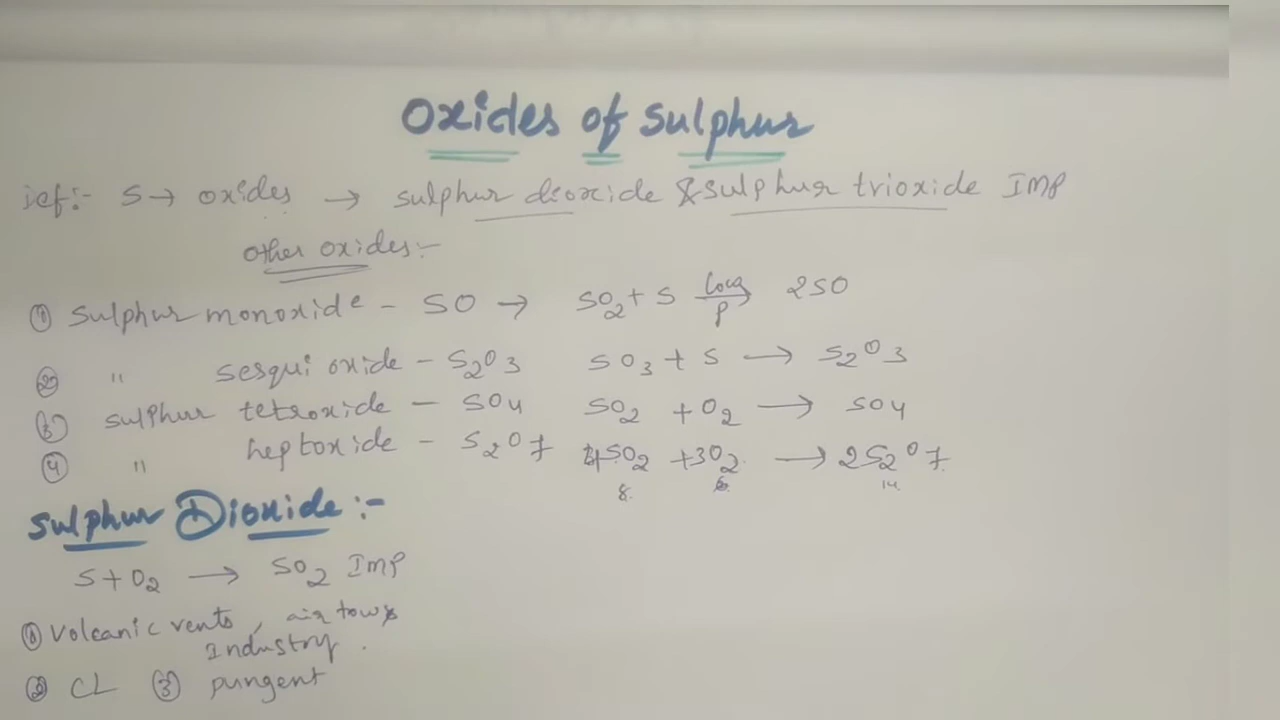 Oxides of Sulphur
Def:- S → oxides → sulphur dioxide & sulphur trioxide Imp
Other oxides:-
① Sulphur monoxide - SO → SO₂ + S → 2SO
P
② " sesqui oxide - S₂O₃ SO₃ + S → S₂O₃
③ sulphur tetroxide - SO₄ SO₂ + O₂ → SO₄
④ " heptoxide - S₂O₇ 4SO₂ + 3O₂ → 2S₂O₇
8 6 14
Sulphur Dioxide:-
S + O₂ → SO₂ Imp
① Volcanic vents, air
Industry.
② CL ③ pungent